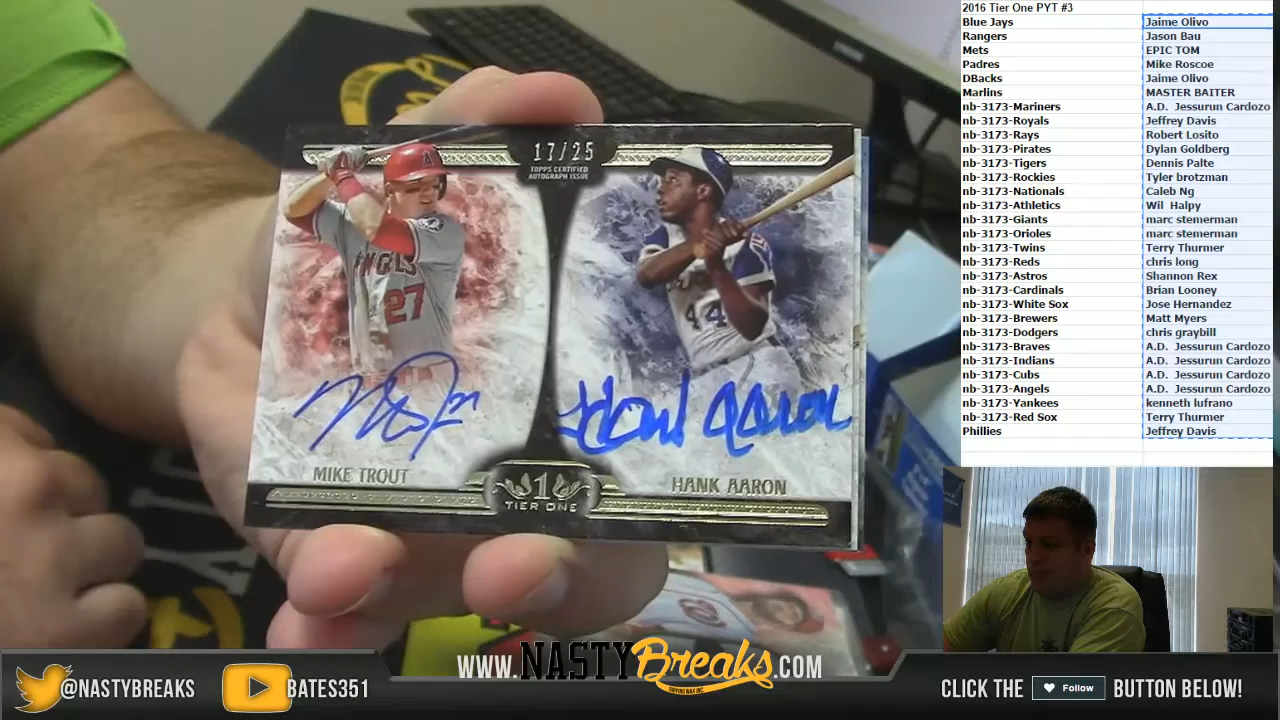 2016 Tier One PYT #3
Blue Jays Jaime Olivo
Rangers Jason Bau
Mets EPIC TOM
Padres Mike Roscoe
DBacks Jaime Olivo
Marlins MASTER BAITER
nb-3173-Mariners A.D. Jessurun Cardozo
nb-3173-Royals Jeffrey Davis
nb-3173-Rays Robert Losito
nb-3173-Pirates Dylan Goldberg
nb-3173-Tigers Dennis Palte
nb-3173-Rockies Tyler brotzman
nb-3173-Nationals Caleb Ng
nb-3173-Athletics Wil Halpy
nb-3173-Giants marc stemerman
nb-3173-Orioles marc stemerman
nb-3173-Twins Terry Thurmer
nb-3173-Reds chris long
nb-3173-Astros Shannon Rex
nb-3173-Cardinals Brian Looney
nb-3173-White Sox Jose Hernandez
nb-3173-Brewers Matt Myers
nb-3173-Dodgers chris graybill
nb-3173-Braves A.D. Jessurun Cardozo
nb-3173-Indians A.D. Jessurun Cardozo
nb-3173-Cubs A.D. Jessurun Cardozo
nb-3173-Angels A.D. Jessurun Cardozo
nb-3173-Yankees kenneth lufrano
nb-3173-Red Sox Terry Thurmer
Phillies Jeffrey Davis
17/25
TOPPS CERTIFIED
AUTOGRAPH ISSUE
ANGELS
27
44
Hank Aaron
MIKE TROUT
HANK AARON
1
TIER ONE
@NASTYBREAKS
BATES351
WWW.NASTYBreaks.COM
CLICK THE Follow BUTTON BELOW!